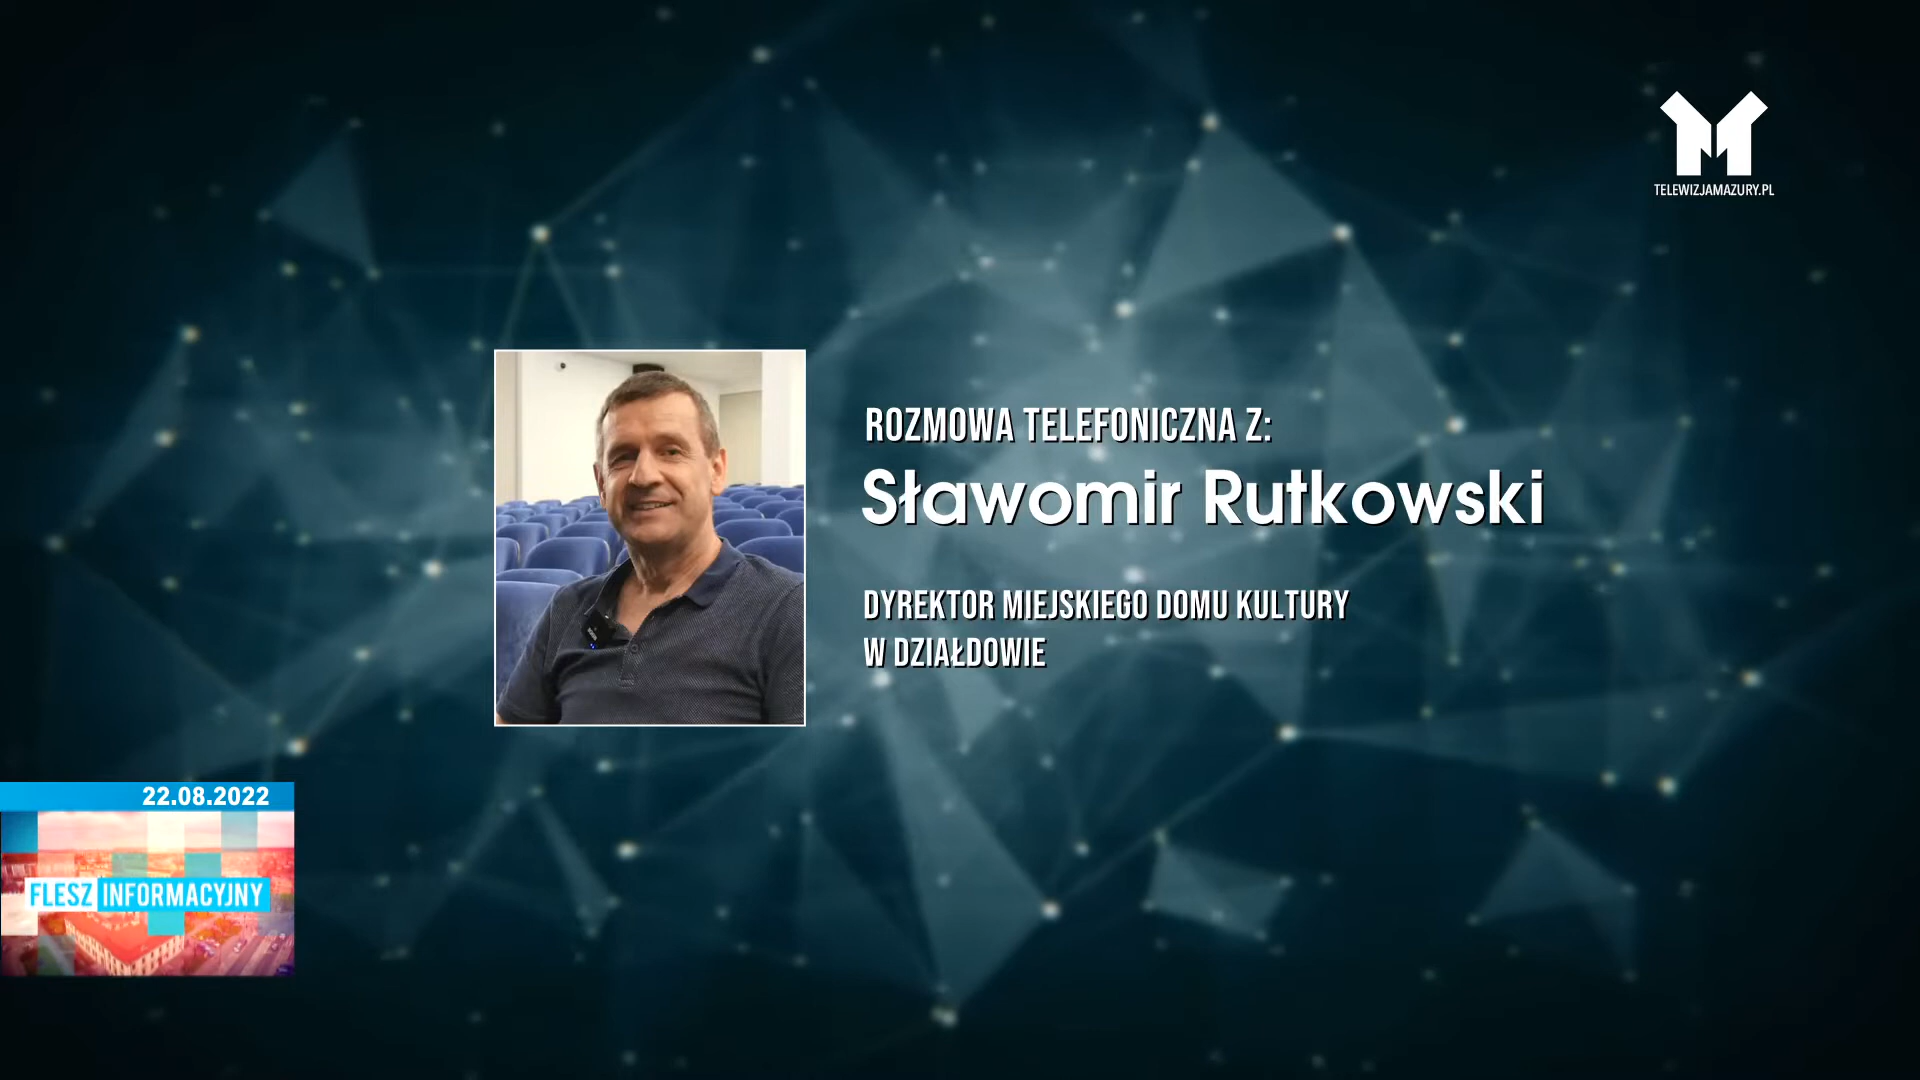 TELEWIZJAMAZURY.PL
ROZMOWA TELEFONICZNA Z:
Sławomir Rutkowski
DYREKTOR MIEJSKIEGO DOMU KULTURY
W DZIAŁDOWIE
22.08.2022
FLESZ INFORMACYJNY